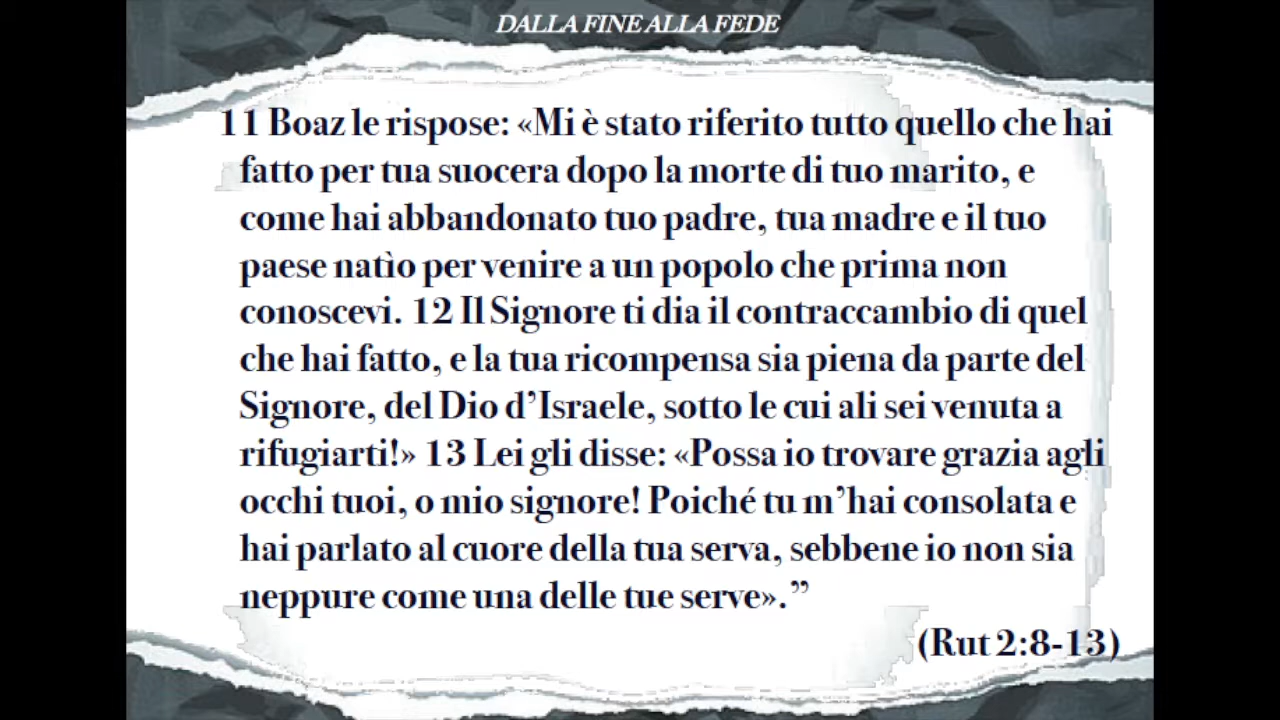 DALLA FINE ALLA FEDE
11 Boaz le rispose: «Mi è stato riferito tutto quello che hai
fatto per tua suocera dopo la morte di tuo marito, e
come hai abbandonato tuo padre, tua madre e il tuo
paese natìo per venire a un popolo che prima non
conoscevi. 12 Il Signore ti dia il contraccambio di quel
che hai fatto, e la tua ricompensa sia piena da parte del
Signore, del Dio d’Israele, sotto le cui ali sei venuta a
rifugiarti!» 13 Lei gli disse: «Possa io trovare grazia agli
occhi tuoi, o mio signore! Poiché tu m’hai consolata e
hai parlato al cuore della tua serva, sebbene io non sia
neppure come una delle tue serve».”
(Rut 2:8-13)